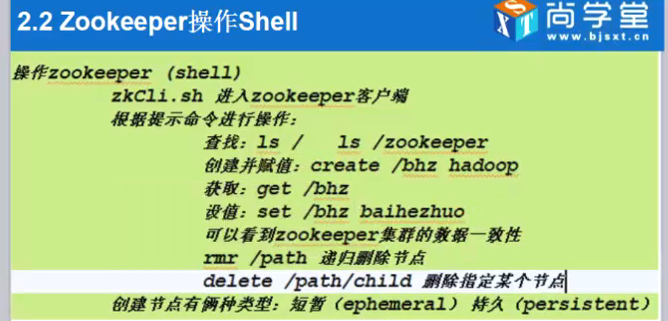 2.2 Zookeeper操作Shell
SXT
尚学堂
www.bjsxt.cn
操作zookeeper (shell)
zkCli.sh 进入zookeeper客户端
根据提示命令进行操作:
查找: ls / ls /zookeeper
创建并赋值: create /bhz hadoop
获取: get /bhz
设值: set /bhz baihezhuo
可以看到zookeeper集群的数据一致性
rmr /path 递归删除节点
delete /path/child 删除指定某个节点
创建节点有俩种类型: 短暂 (ephemeral) 持久 (persistent)